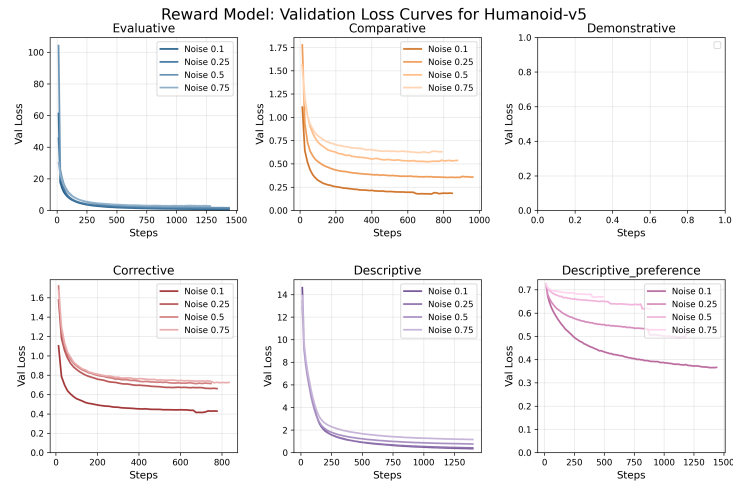 Reward Model: Validation Loss Curves for Humanoid-v5
Evaluative
Val Loss
100
80
60
40
20
0
0 250 500 750 1000 1250 1500
Steps
Noise 0.1
Noise 0.25
Noise 0.5
Noise 0.75
Comparative
Val Loss
1.75
1.50
1.25
1.00
0.75
0.50
0.25
0.00
0 200 400 600 800 1000
Steps
Noise 0.1
Noise 0.25
Noise 0.5
Noise 0.75
Demonstrative
Val Loss
1.0
0.8
0.6
0.4
0.2
0.0
0.0 0.2 0.4 0.6 0.8 1.0
Steps
Corrective
Val Loss
1.6
1.4
1.2
1.0
0.8
0.6
0.4
0.2
0.0
0 200 400 600 800
Steps
Noise 0.1
Noise 0.25
Noise 0.5
Noise 0.75
Descriptive
Val Loss
14
12
10
8
6
4
2
0
0 250 500 750 1000 1250
Steps
Noise 0.1
Noise 0.25
Noise 0.5
Noise 0.75
Descriptive_preference
Val Loss
0.7
0.6
0.5
0.4
0.3
0.2
0.1
0.0
0 250 500 750 1000 1250 1500
Steps
Noise 0.1
Noise 0.25
Noise 0.5
Noise 0.75